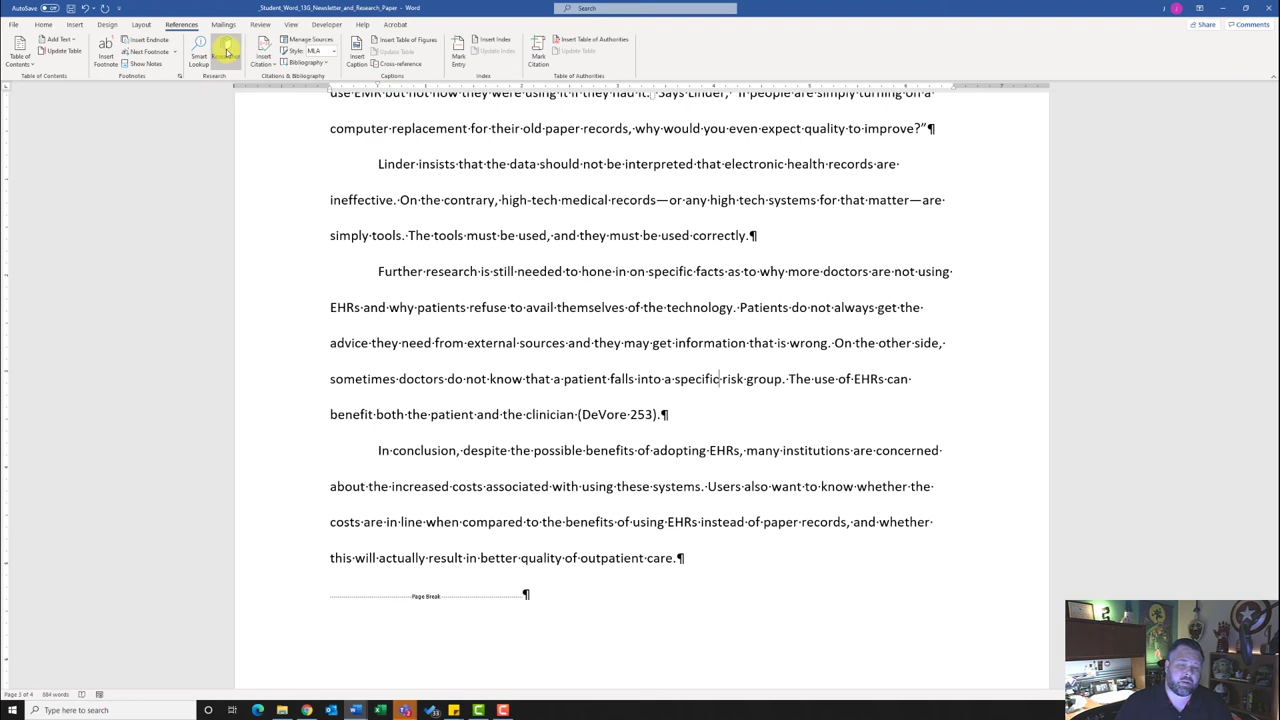 AutoSave Off
_Student_Word_13G_Newsletter_and_Research_Paper - Word
Search
J
File Home Insert Design Layout References Mailings Review View Developer Help Acrobat
Share Comments
Table of Contents
Add Text
Update Table
Table of Contents
ab
Insert Footnote
Insert Endnote
Next Footnote
Show Notes
Footnotes
Smart Lookup
Research
Insert Citation
Manage Sources
Style: MLA
Bibliography
Citations & Bibliography
Insert Caption
Insert Table of Figures
Update Table
Cross-reference
Captions
Mark Entry
Insert Index
Update Index
Index
Mark Citation
Insert Table of Authorities
Update Table
Table of Authorities
computer·replacement·for·their·old·paper·records,·why·would·you·even·expect·quality·to·improve?”¶
Linder·insists·that·the·data·should·not·be·interpreted·that·electronic·health·records·are·
ineffective.·On·the·contrary,·high-tech·medical·records—or·any·high·tech·systems·for·that·matter—are·
simply·tools.·The·tools·must·be·used,·and·they·must·be·used·correctly.¶
Further·research·is·still·needed·to·hone·in·on·specific·facts·as·to·why·more·doctors·are·not·using·
EHRs·and·why·patients·refuse·to·avail·themselves·of·the·technology.·Patients·do·not·always·get·the·
advice·they·need·from·external·sources·and·they·may·get·information·that·is·wrong.·On·the·other·side,·
sometimes·doctors·do·not·know·that·a·patient·falls·into·a·specific·risk·group.·The·use·of·EHRs·can·
benefit·both·the·patient·and·the·clinician·(DeVore·253).¶
In·conclusion,·despite·the·possible·benefits·of·adopting·EHRs,·many·institutions·are·concerned·
about·the·increased·costs·associated·with·using·these·systems.·Users·also·want·to·know·whether·the·
costs·are·in·line·when·compared·to·the·benefits·of·using·EHRs·instead·of·paper·records,·and·whether·
this·will·actually·result·in·better·quality·of·outpatient·care.¶
Page Break¶
Page 3 of 4 884 words
Type here to search